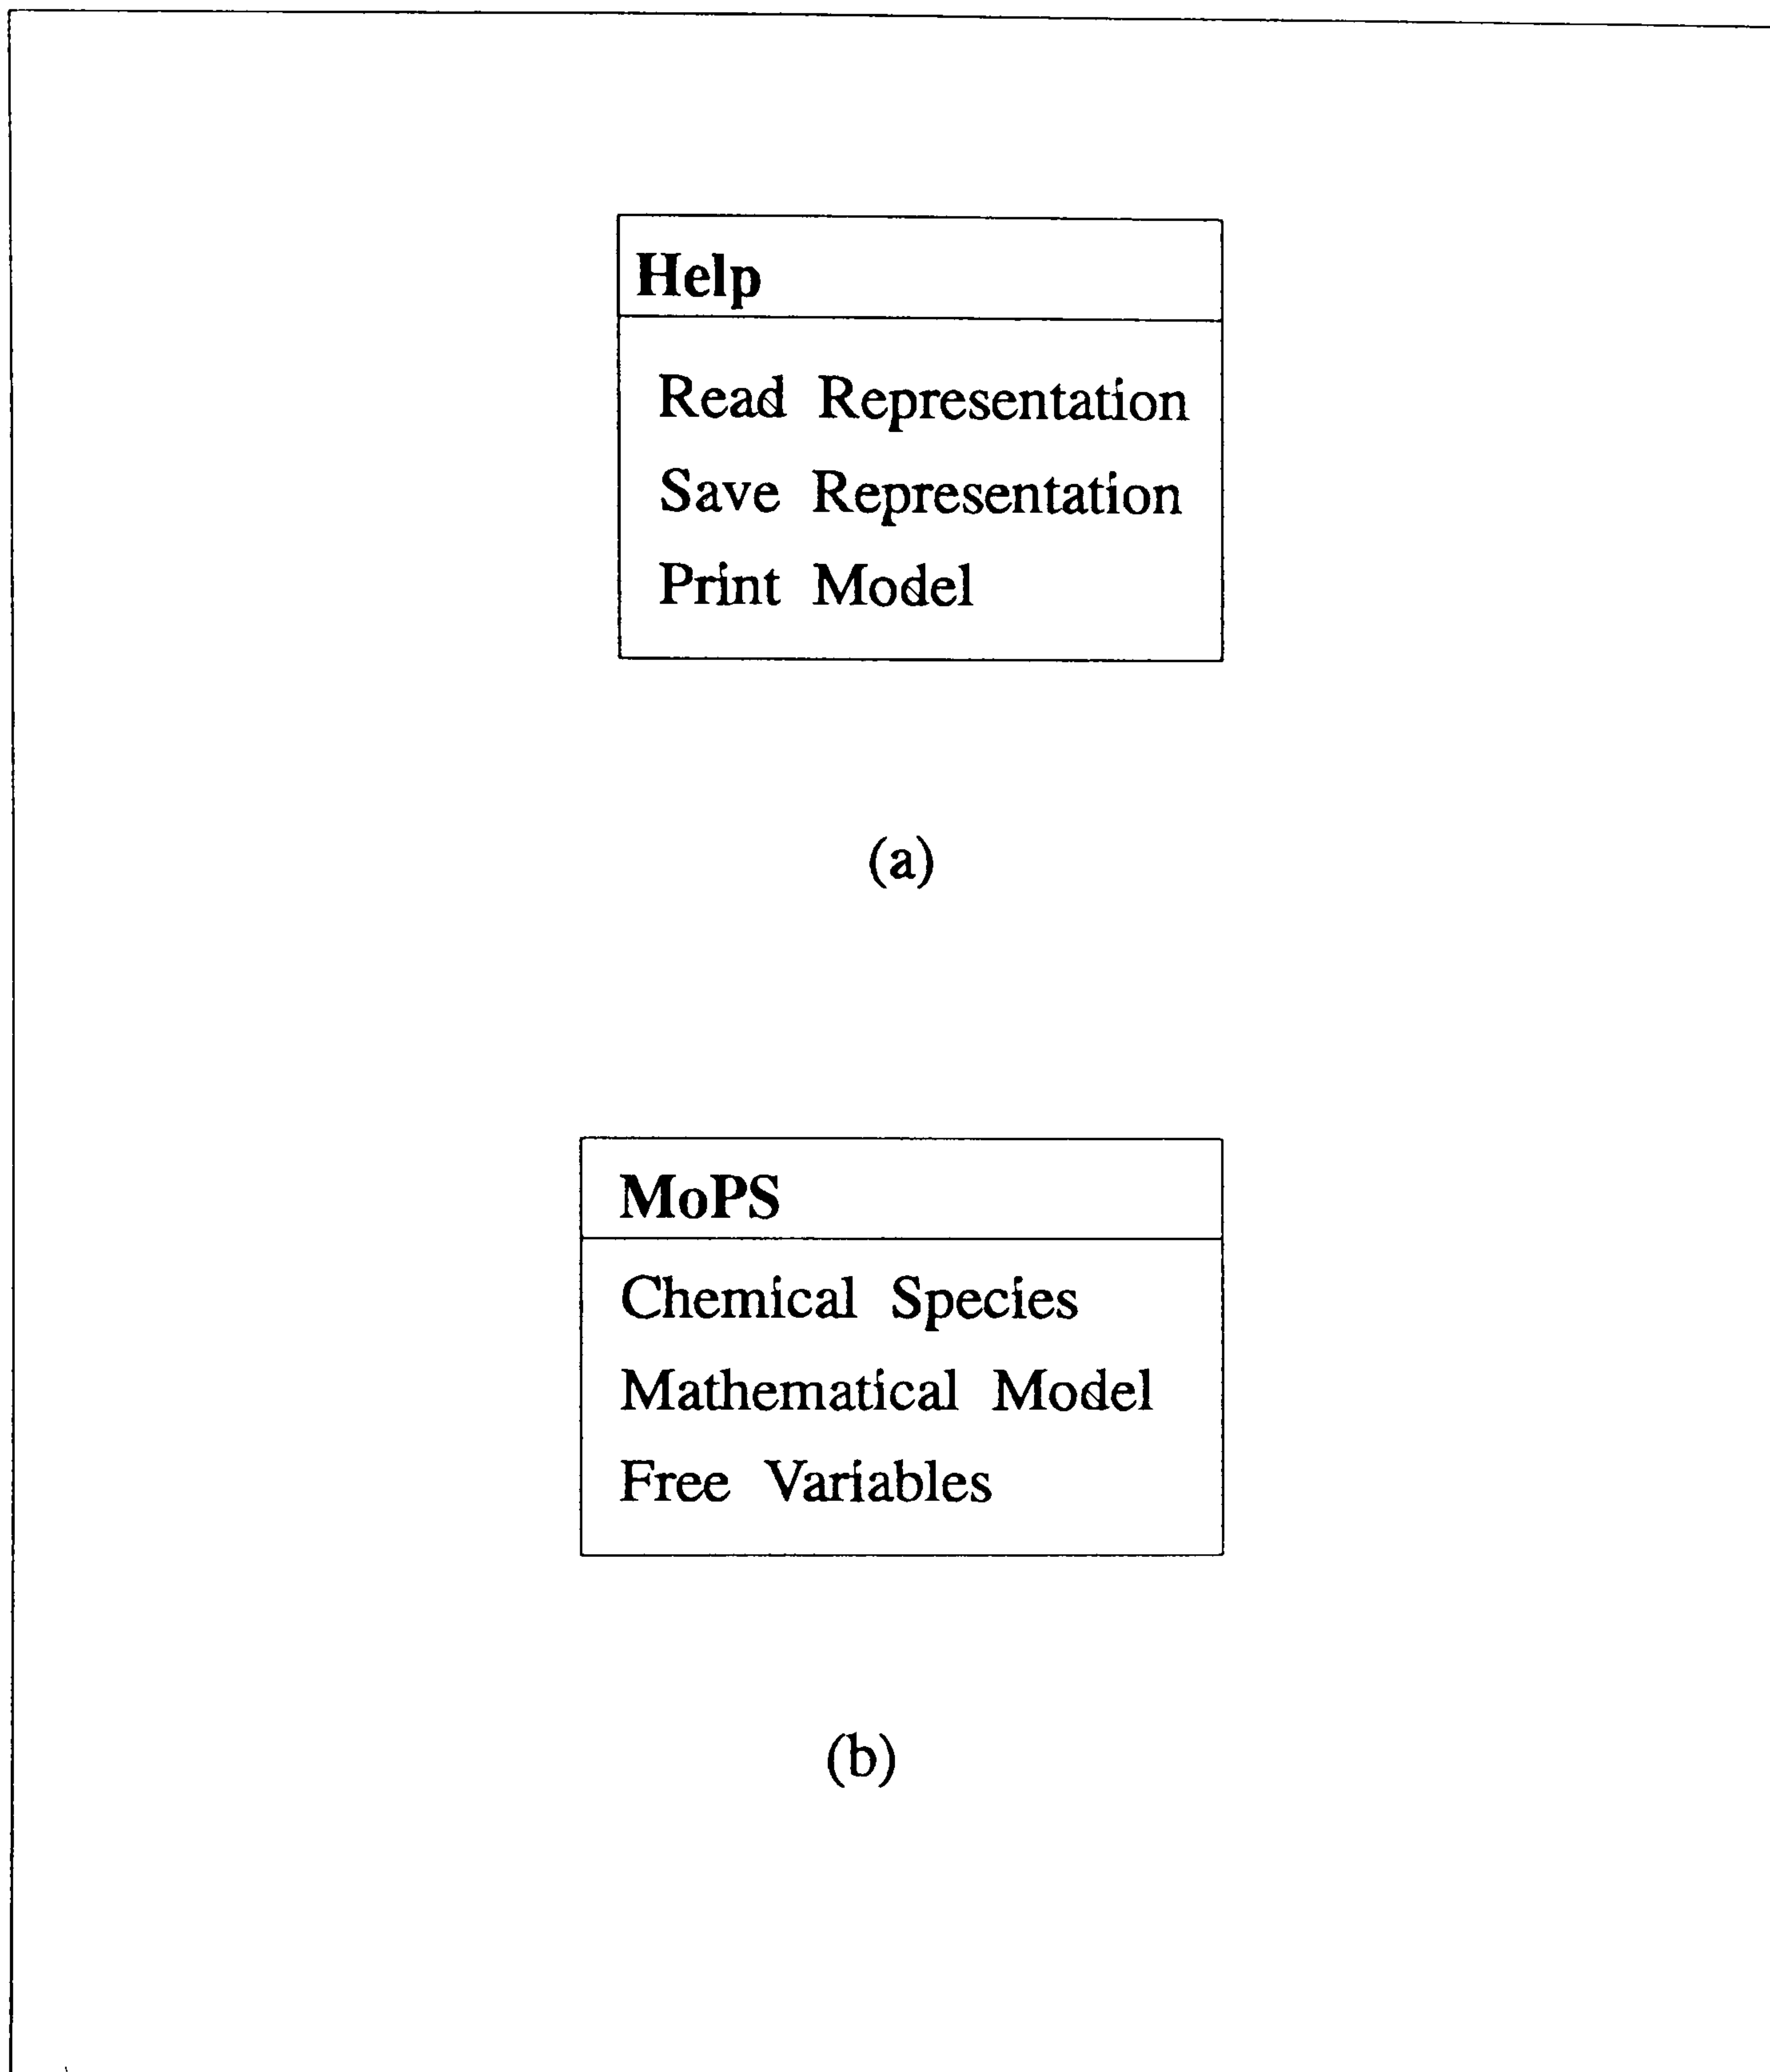 Help
Read Representation
Save Representation
Print Model
(a)
MoPS
Chemical Species
Mathematical Model
Free Variables
(b)